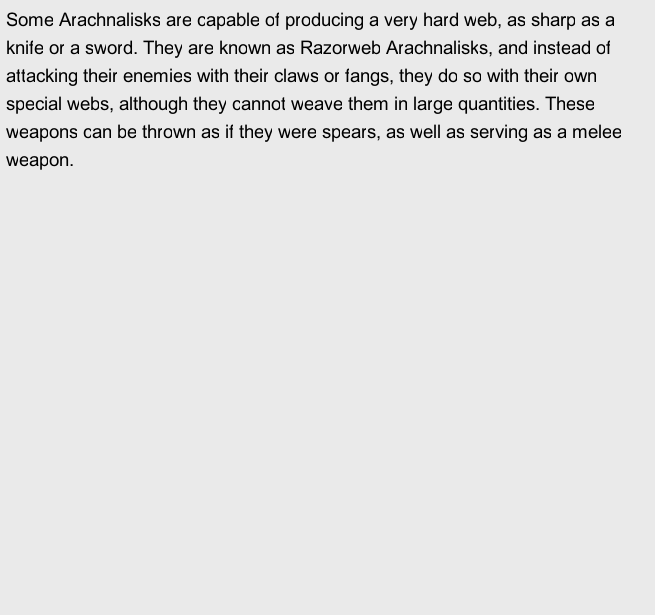 Some Arachnalisks are capable of producing a very hard web, as sharp as a
knife or a sword. They are known as Razorweb Arachnalisks, and instead of
attacking their enemies with their claws or fangs, they do so with their own
special webs, although they cannot weave them in large quantities. These
weapons can be thrown as if they were spears, as well as serving as a melee
weapon.